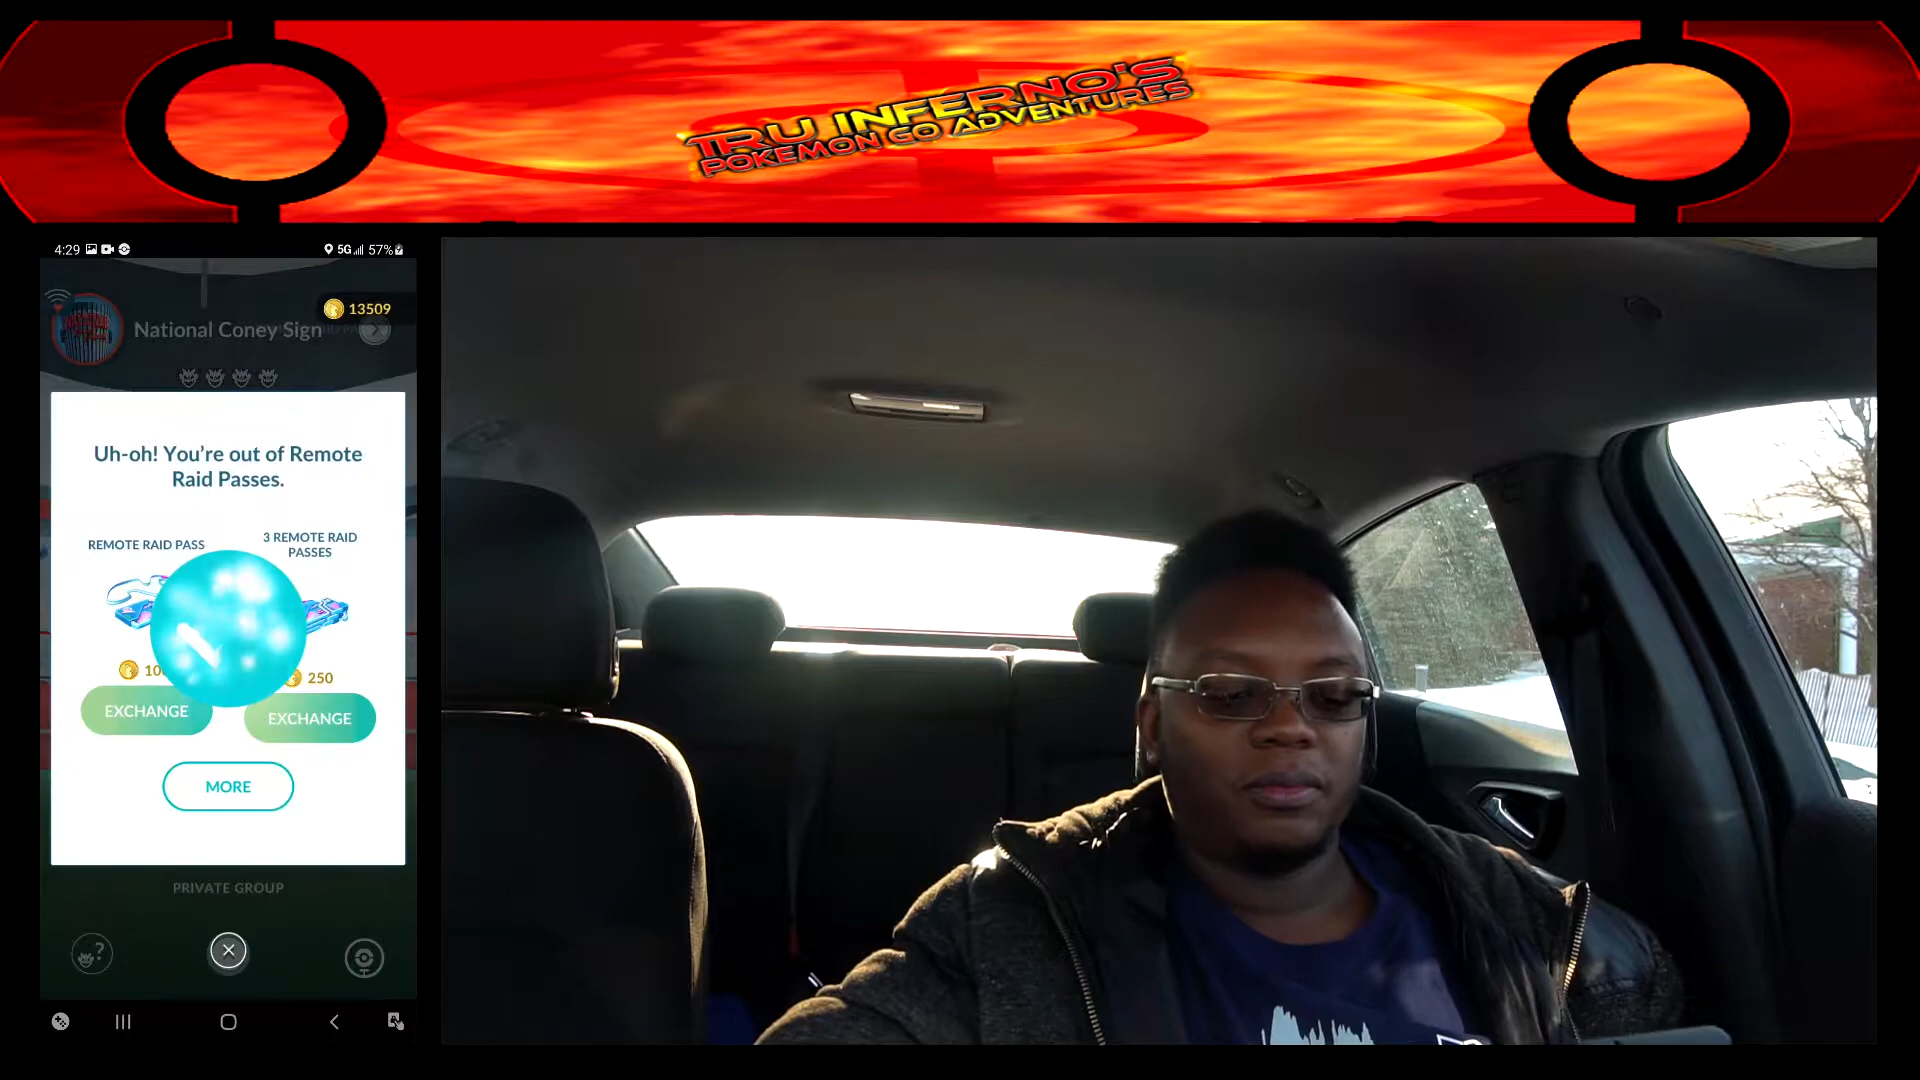 TRU INFERNO'S
POKEMON GO ADVENTURES
4:29
5G
57%
13509
National Coney Sign
Uh-oh! You're out of Remote
Raid Passes.
REMOTE RAID PASS
3 REMOTE RAID
PASSES
250
EXCHANGE
EXCHANGE
MORE
PRIVATE GROUP